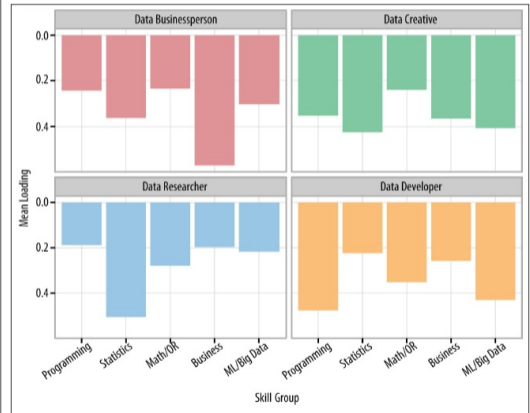 Data Businessperson
Data Creative
0.0
0.2
0.4
Mean Loading
Data Researcher
Data Developer
0.0
0.2
0.4
Programming
Statistics
Math/OR
Business
ML/Big Data
Programming
Statistics
Math/OR
Business
ML/Big Data
Skill Group